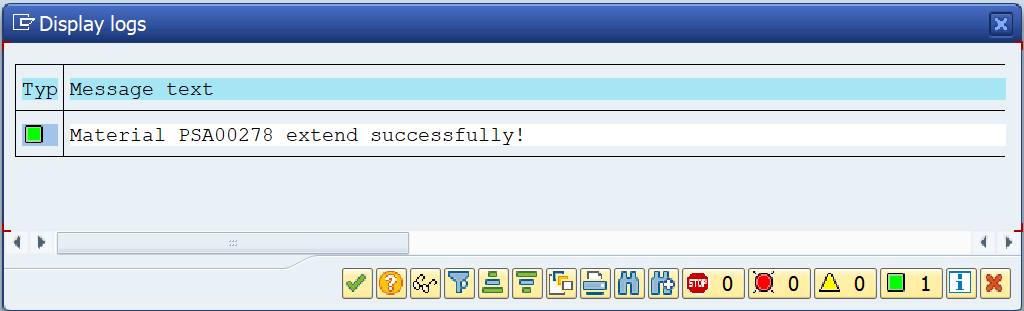 Display logs
Typ Message text
Material PSA00278 extend successfully!
STOP 0 0 0 1